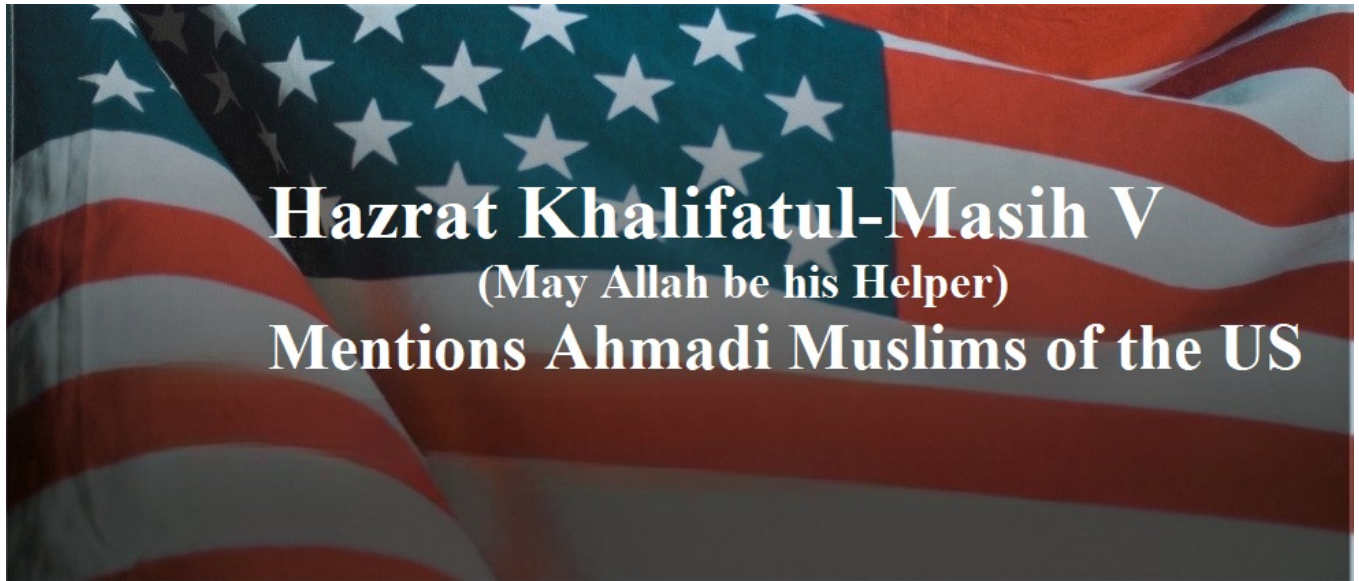 Hazrat Khalifatul-Masih V
(May Allah be his Helper)
Mentions Ahmadi Muslims of the US